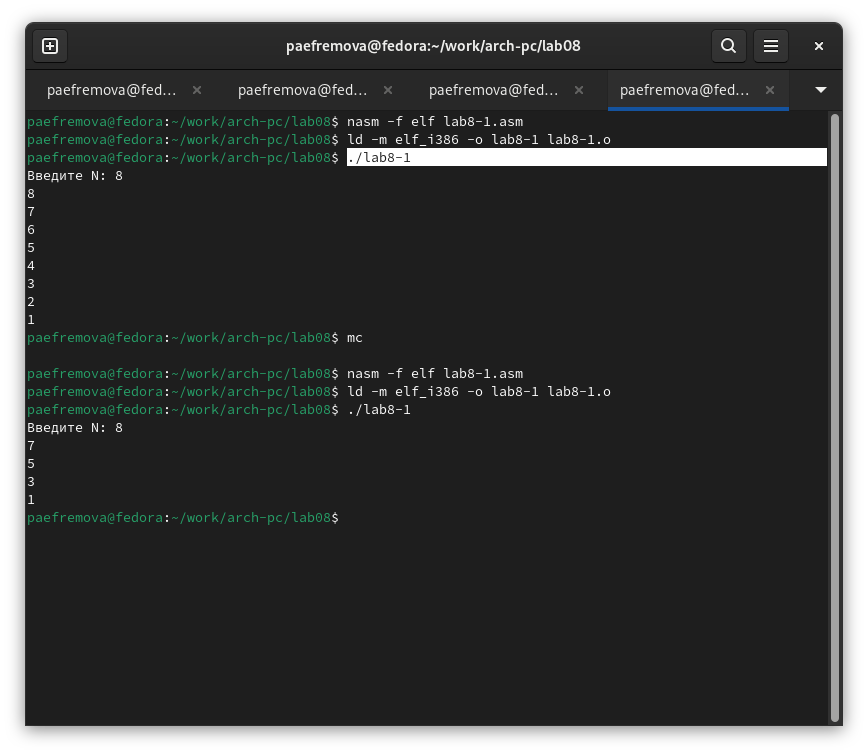 paefremova@fedora:~/work/arch-pc/lab08
paefremova@fed... paefremova@fed... paefremova@fed... paefremova@fed...
paefremova@fedora:~/work/arch-pc/lab08$ nasm -f elf lab8-1.asm
paefremova@fedora:~/work/arch-pc/lab08$ ld -m elf_i386 -o lab8-1 lab8-1.o
paefremova@fedora:~/work/arch-pc/lab08$ ./lab8-1
Введите N: 8
8
7
6
5
4
3
2
1
paefremova@fedora:~/work/arch-pc/lab08$ mc
paefremova@fedora:~/work/arch-pc/lab08$ nasm -f elf lab8-1.asm
paefremova@fedora:~/work/arch-pc/lab08$ ld -m elf_i386 -o lab8-1 lab8-1.o
paefremova@fedora:~/work/arch-pc/lab08$ ./lab8-1
Введите N: 8
7
5
3
1
paefremova@fedora:~/work/arch-pc/lab08$